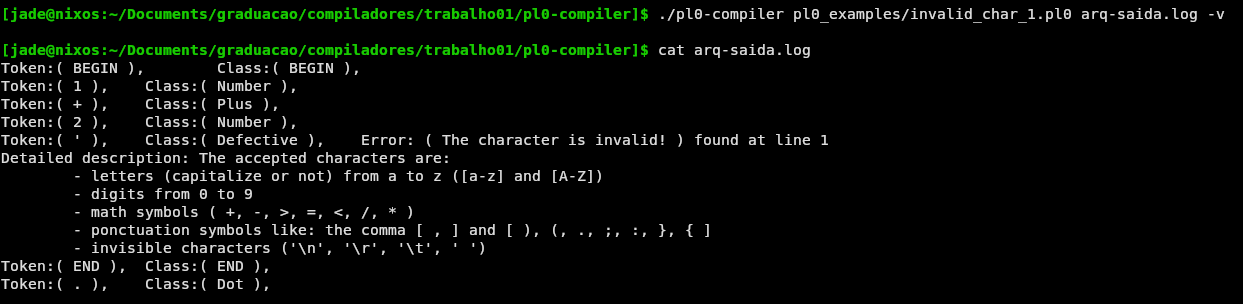 [jade@nixos:~/Documents/graduacao/compiladores/trabalho01/pl0-compiler]$ ./pl0-compiler pl0_examples/invalid_char_1.pl0 arq-saida.log -v
[jade@nixos:~/Documents/graduacao/compiladores/trabalho01/pl0-compiler]$ cat arq-saida.log
Token:( BEGIN ),        Class:( BEGIN ),
Token:( 1 ),    Class:( Number ),
Token:( + ),    Class:( Plus ),
Token:( 2 ),    Class:( Number ),
Token:( ' ),    Class:( Defective ),    Error: ( The character is invalid! ) found at line 1
Detailed description: The accepted characters are:
        - letters (capitalize or not) from a to z ([a-z] and [A-Z])
        - digits from 0 to 9
        - math symbols ( +, -, >, =, <, /, * )
        - ponctuation symbols like: the comma [ , ] and [ ), (, ., ;, :, }, { ]
        - invisible characters ('\n', '\r', '\t', ' ')
Token:( END ),  Class:( END ),
Token:( . ),    Class:( Dot ),